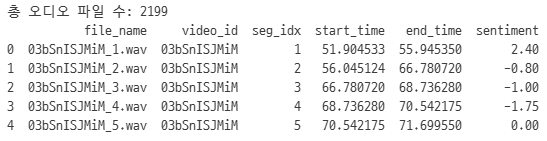 총 오디오 파일 수: 2199
file_name video_id seg_idx start_time end_time sentiment
0 03bSnISJMiM_1.wav 03bSnISJMiM 1 51.904533 55.945350 2.40
1 03bSnISJMiM_2.wav 03bSnISJMiM 2 56.045124 66.780720 -0.80
2 03bSnISJMiM_3.wav 03bSnISJMiM 3 66.780720 68.736280 -1.00
3 03bSnISJMiM_4.wav 03bSnISJMiM 4 68.736280 70.542175 -1.75
4 03bSnISJMiM_5.wav 03bSnISJMiM 5 70.542175 71.699550 0.00